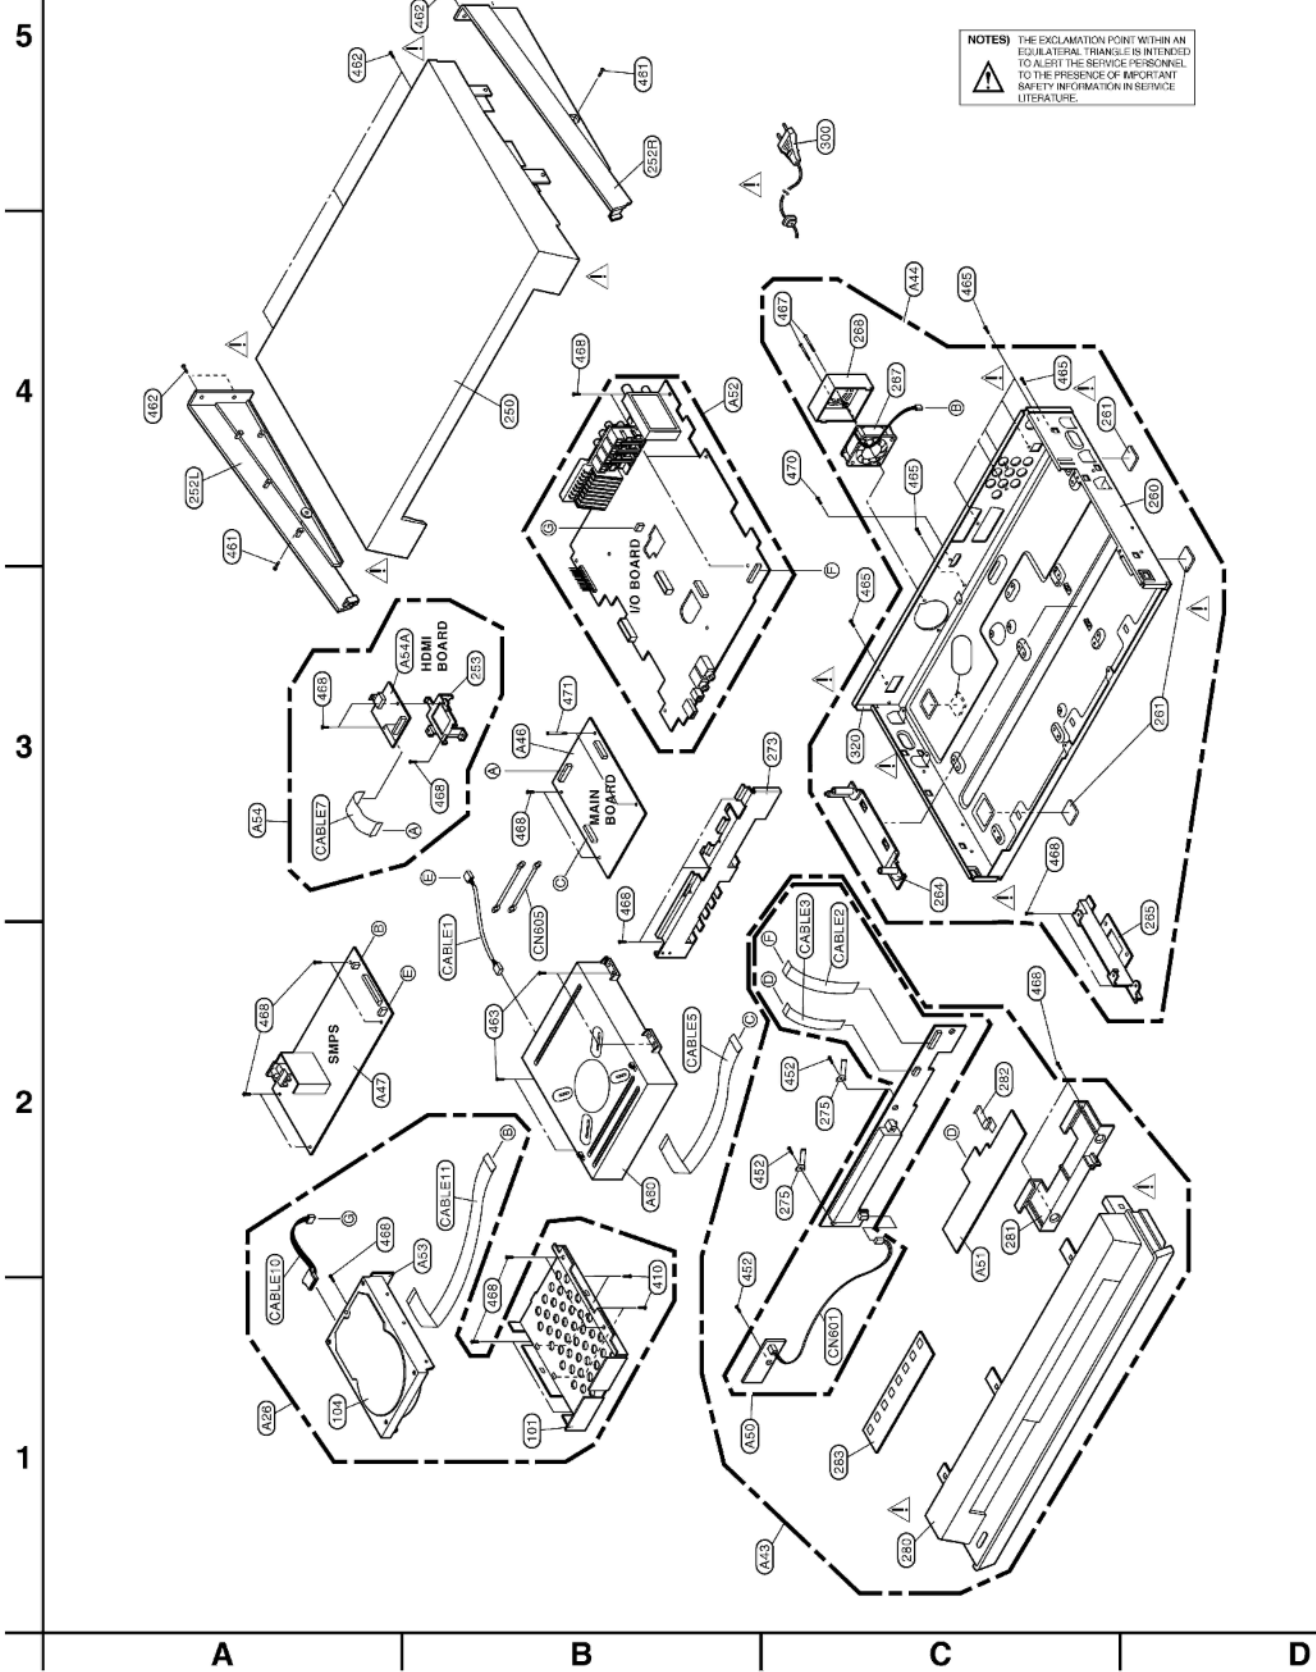 5
462
462
461
252R
NOTES) THE EXCLAMATION POINT WITHIN AN
EQUILATERAL TRIANGLE IS INTENDED
TO ALERT THE SERVICE PERSONNEL
TO THE PRESENCE OF IMPORTANT
SAFETY INFORMATION IN SERVICE
LITERATURE.
300
4
462
252L
461
250
468
A52
G
I/O BOARD
F
A44
465
467
268
267
B
465
261
470
465
260
3
A54
468
A54A
HDMI
BOARD
253
468
CABLE7
A
A46
471
A
468
MAIN
BOARD
C
273
468
465
320
261
264
468
265
2
468
B
E
SMPS
A47
E
CABLE1
CN605
463
CABLE5
C
A60
F
D
CABLE3
CABLE2
452
275
452
275
468
282
D
281
A51
CABLE11
B
CABLE10
G
468
A53
1
A26
104
468
410
101
452
CN601
A50
283
280
A43
A
B
C
D